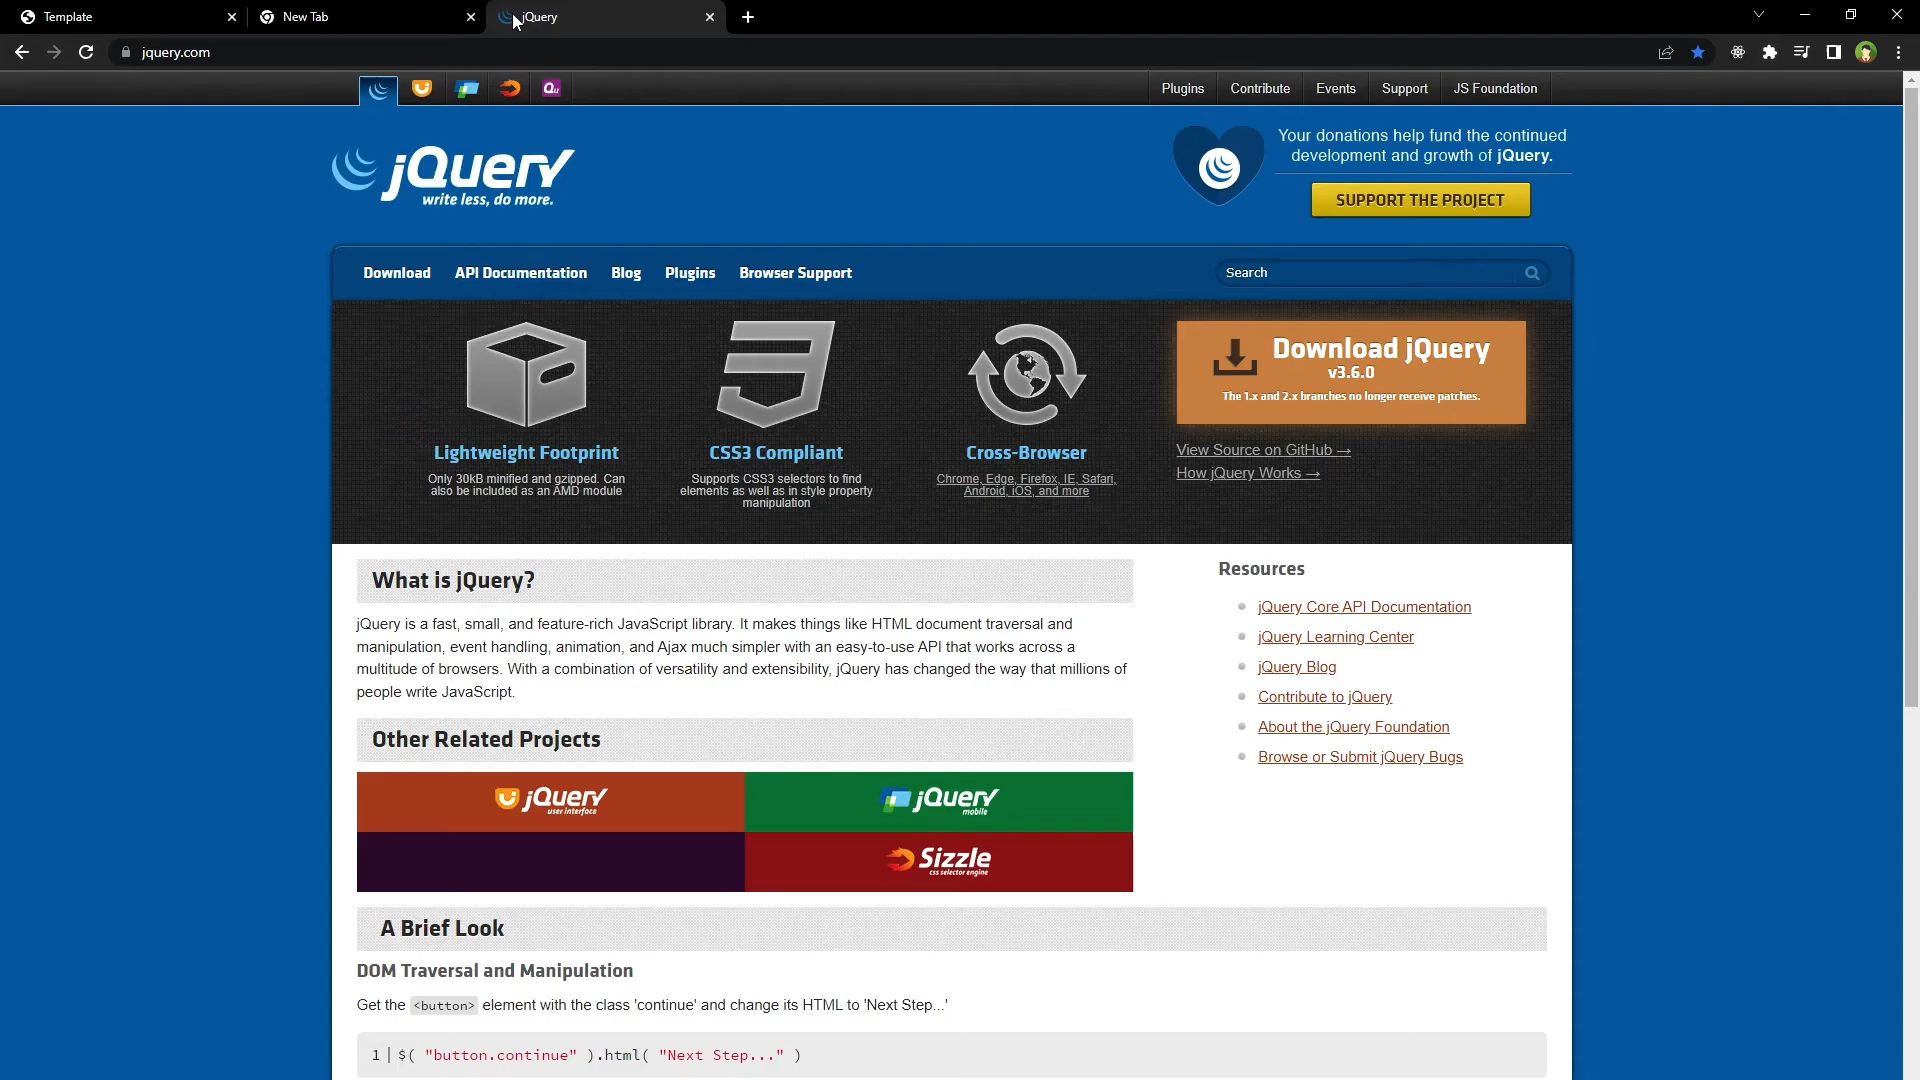 Template
New Tab
jQuery
jquery.com
Qu
Plugins
Contribute
Events
Support
JS Foundation
jQuery
write less, do more.
Your donations help fund the continued
development and growth of jQuery.
SUPPORT THE PROJECT
Download
API Documentation
Blog
Plugins
Browser Support
Search
Lightweight Footprint
Only 30kB minified and gzipped. Can
also be included as an AMD module
CSS3 Compliant
Supports CSS3 selectors to find
elements as well as in style property
manipulation
Cross-Browser
Chrome, Edge, Firefox, IE, Safari,
Android, iOS, and more
Download jQuery
v3.6.0
The 1.x and 2.x branches no longer receive patches.
View Source on GitHub →
How jQuery Works →
What is jQuery?
jQuery is a fast, small, and feature-rich JavaScript library. It makes things like HTML document traversal and
manipulation, event handling, animation, and Ajax much simpler with an easy-to-use API that works across a
multitude of browsers. With a combination of versatility and extensibility, jQuery has changed the way that millions of
people write JavaScript.
Resources
jQuery Core API Documentation
jQuery Learning Center
jQuery Blog
Contribute to jQuery
About the jQuery Foundation
Browse or Submit jQuery Bugs
Other Related Projects
jQuery
user interface
jQuery
mobile
Sizzle
css selector engine
A Brief Look
DOM Traversal and Manipulation
Get the <button> element with the class 'continue' and change its HTML to 'Next Step...'
1 $( "button.continue" ).html( "Next Step..." )